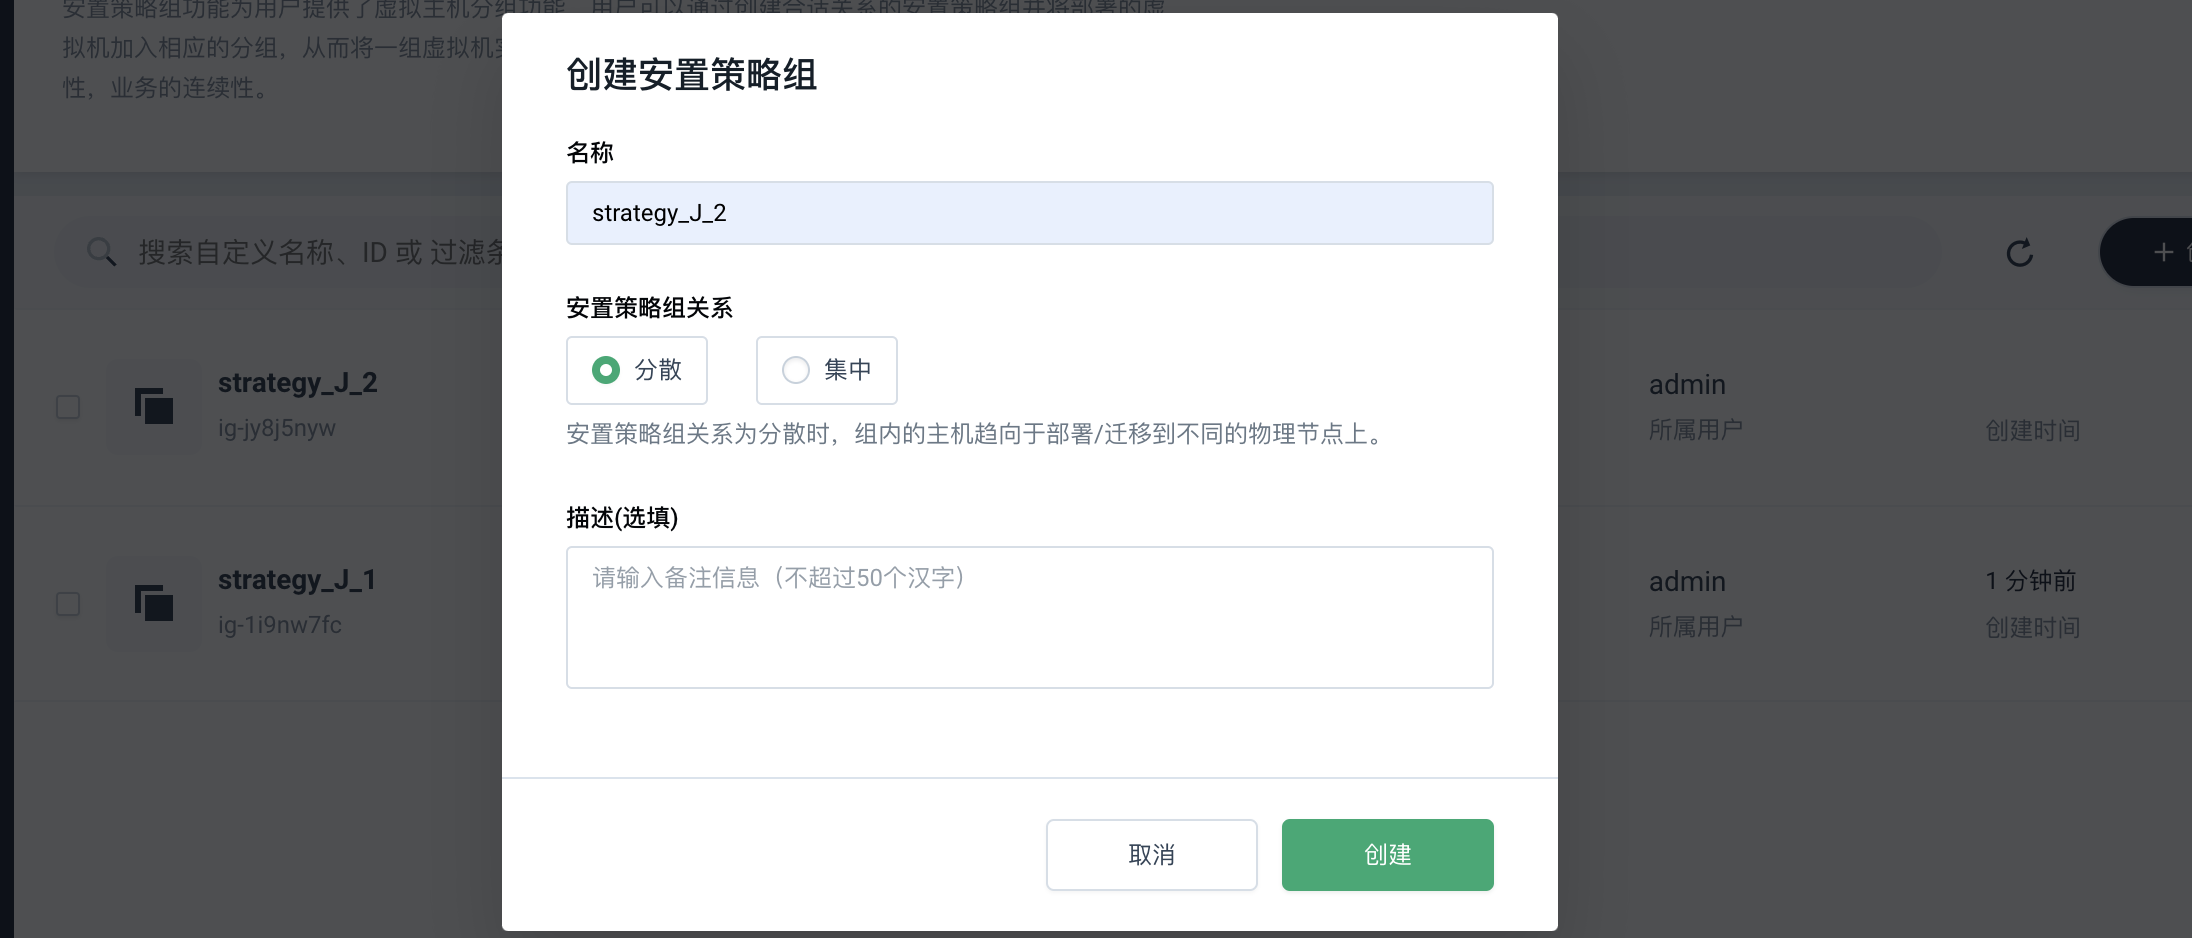 安置策略组功能为用户提供了虚拟主机分组功能，用户可以通过创建合适关系的安置策略组并将部署的虚
拟机加入相应的分组，从而将一组虚拟机
性，业务的连续性。
创建安置策略组
名称
strategy_J_2
搜索自定义名称、ID 或 过滤条
安置策略组关系
分散
集中
安置策略组关系为分散时，组内的主机趋向于部署/迁移到不同的物理节点上。
strategy_J_2
ig-jy8j5nyw
admin
所属用户
创建时间
描述(选填)
请输入备注信息（不超过50个汉字）
strategy_J_1
ig-1i9nw7fc
admin
所属用户
1 分钟前
创建时间
取消
创建